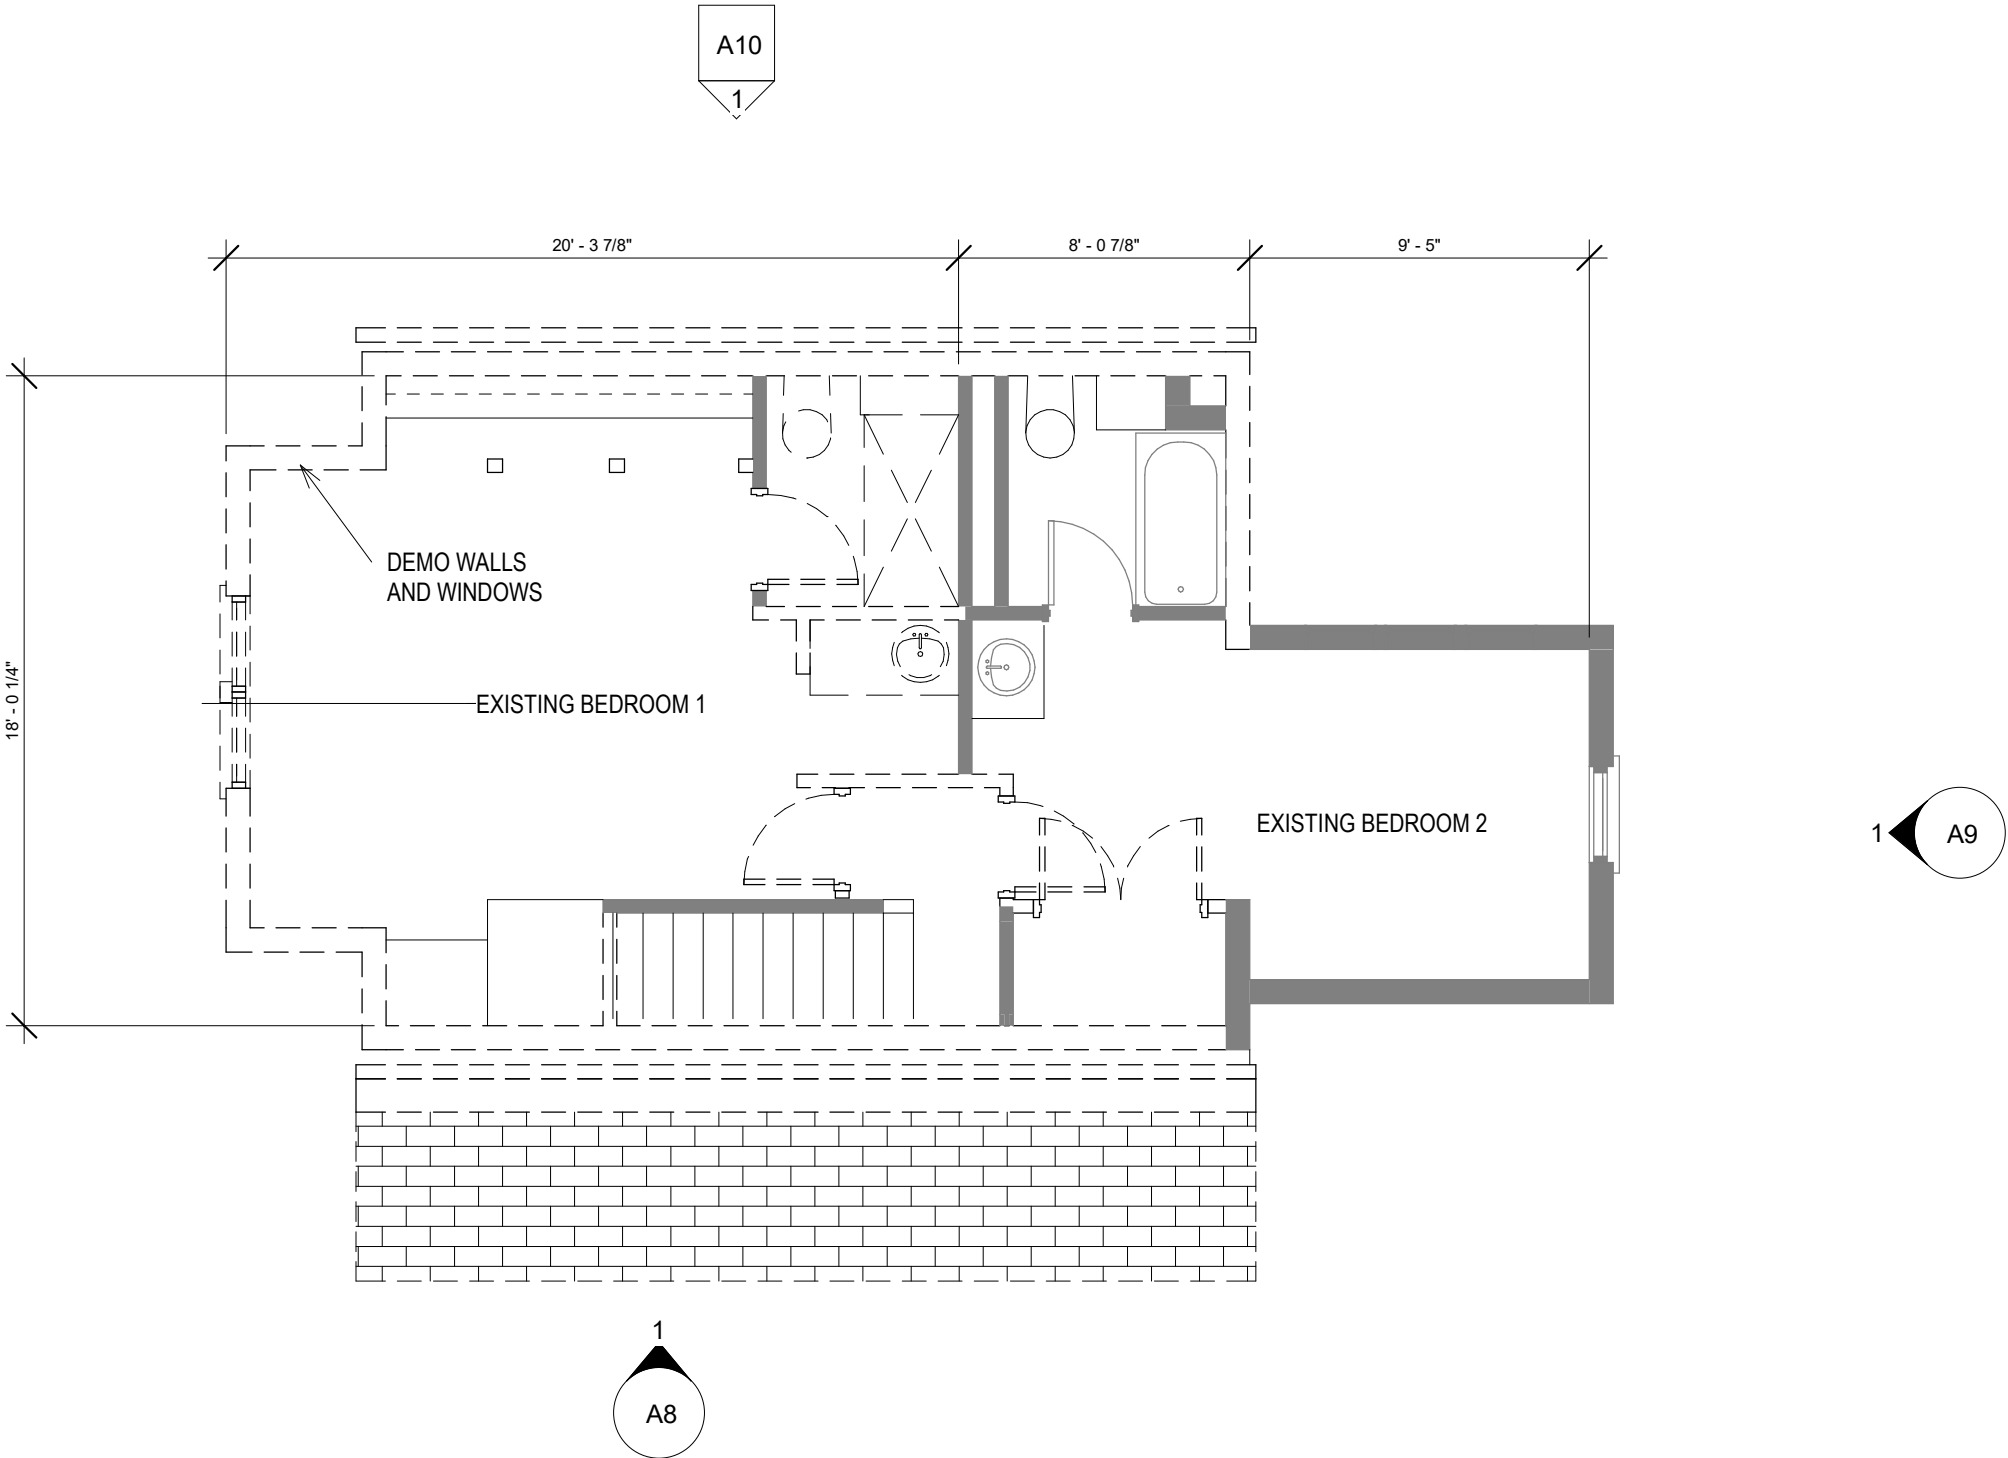 A10
1
20' - 3 7/8"
8' - 0 7/8"
9' - 5"
DEMO WALLS
AND WINDOWS
18' - 0 1/4"
EXISTING BEDROOM 1
EXISTING BEDROOM 2
1
A9
1
A8